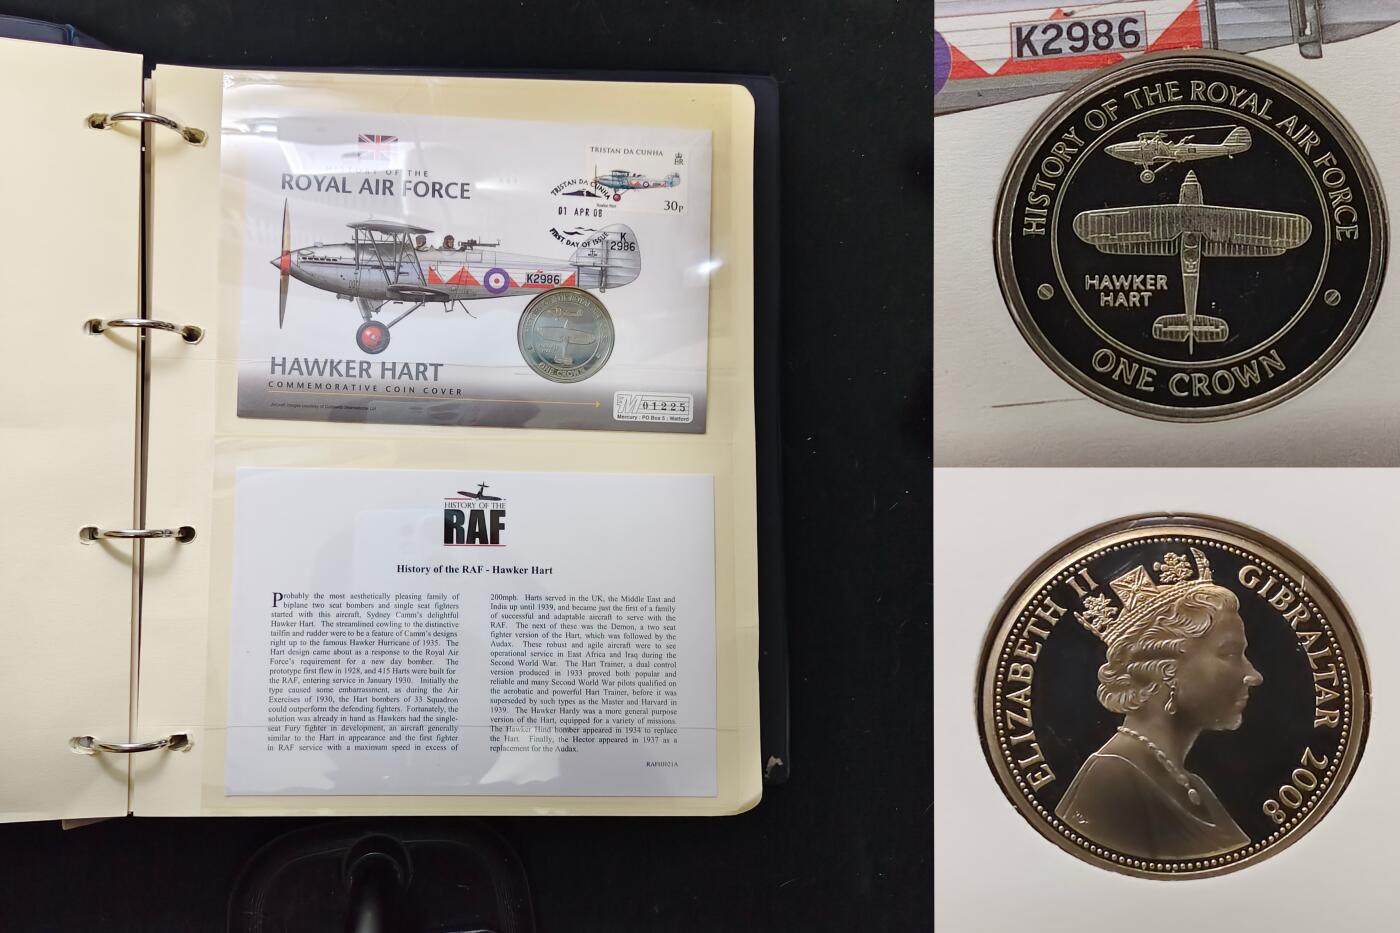 HISTORY OF THE
ROYAL AIR FORCE
TRISTAN DA CUNHA
Hawker Hart
30p
TRISTAN DA CUNHA
01 APR 08
FIRST DAY OF ISSUE
K
2986
K2986
HISTORY OF THE ROYAL AIR FORCE
HAWKER
HART
ONE CROWN
HAWKER HART
COMMEMORATIVE COIN COVER
Aircraft images courtesy of
M 01225
Mercury : PO Box 5 : Watford
HISTORY OF THE
RAF
History of the RAF - Hawker Hart
Probably the most aesthetically pleasing family of
biplane two seat bombers and single seat fighters
started with this aircraft, Sydney Camm's delightful
Hawker Hart. The streamlined cowling to the distinctive
tailfin and rudder were to be a feature of Camm's designs
right up to the famous Hawker Hurricane of 1935. The
Hart design came about as a response to the Royal Air
Force's requirement for a new day bomber. The
prototype first flew in 1928, and 415 Harts were built for
the RAF, entering service in January 1930. Initially the
type caused some embarrassment, as during the Air
Exercises of 1930, the Hart bombers of 33 Squadron
could outperform the defending fighters. Fortunately, the
solution was already in hand as Hawkers had the single-
seat Fury fighter in development, an aircraft generally
similar to the Hart in appearance and the first fighter
in RAF service with a maximum speed in excess of
200mph. Harts served in the UK, the Middle East and
India up until 1939, and became just the first of a family
of successful and adaptable aircraft to serve with the
RAF. The next of these was the Demon, a two seat
fighter version of the Hart, which was followed by the
Audax. These robust and agile aircraft were to see
operational service in East Africa and Iraq during the
Second World War. The Hart Trainer, a dual control
version produced in 1933 proved both popular and
reliable and many Second World War pilots qualified on
the aerobatic and powerful Hart Trainer, before it was
superseded by such types as the Master and Harvard in
1939. The Hawker Hardy was a more general purpose
version of the Hart, equipped for a variety of missions.
The Hawker Hind bomber appeared in 1934 to replace
the Hart. Finally, the Hector appeared in 1937 as a
replacement for the Audax.
RAFHH01A
K2986
HISTORY OF THE ROYAL AIR FORCE
HAWKER
HART
ONE CROWN
ELIZABETH II
GIBRALTAR 2008